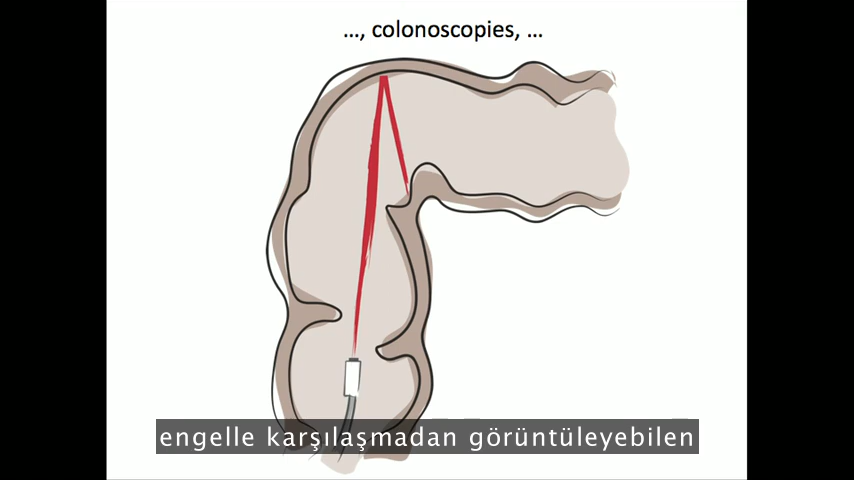 ..., colonoscopies, ...
engelle karşılaşmadan görüntüleyebilen